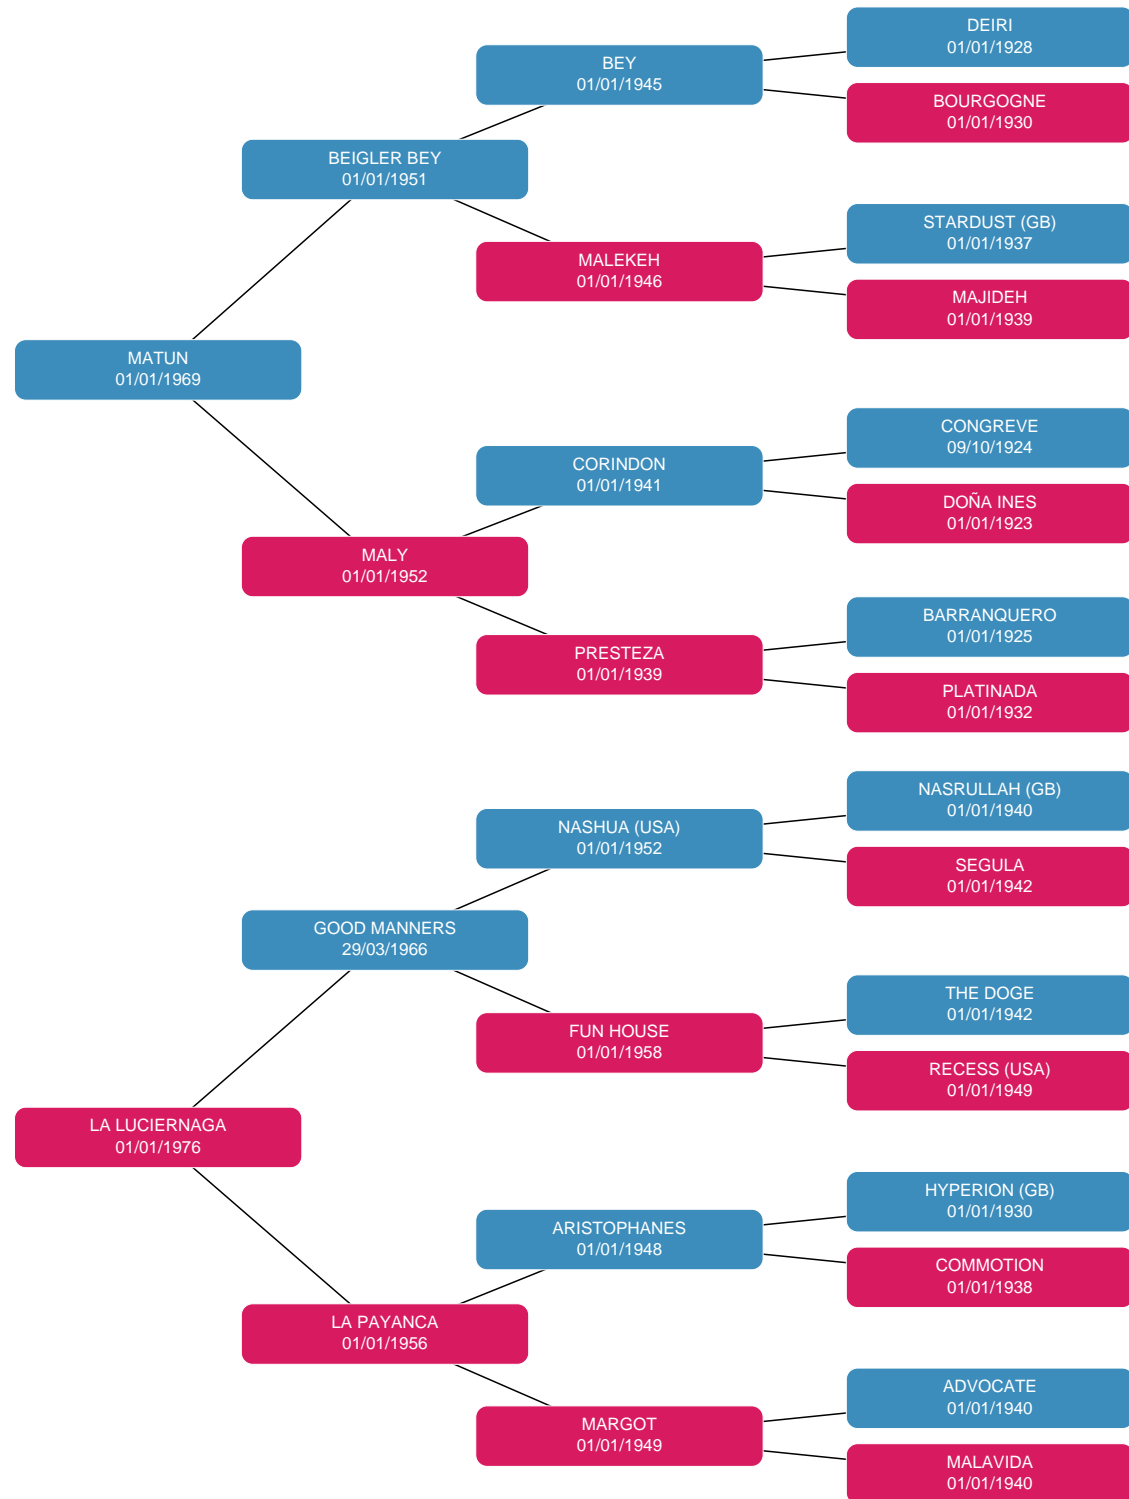 DEIRI
01/01/1928
BEY
01/01/1945
BOURGOGNE
01/01/1930
BEIGLER BEY
01/01/1951
STARDUST (GB)
01/01/1937
MALEKEH
01/01/1946
MAJIDEH
01/01/1939
MATUN
01/01/1969
CONGREVE
09/10/1924
CORINDON
01/01/1941
DOÑA INES
01/01/1923
MALY
01/01/1952
BARRANQUERO
01/01/1925
PRESTEZA
01/01/1939
PLATINADA
01/01/1932
NASRULLAH (GB)
01/01/1940
NASHUA (USA)
01/01/1952
SEGULA
01/01/1942
GOOD MANNERS
29/03/1966
THE DOGE
01/01/1942
FUN HOUSE
01/01/1958
RECESS (USA)
01/01/1949
LA LUCIERNAGA
01/01/1976
HYPERION (GB)
01/01/1930
ARISTOPHANES
01/01/1948
COMMOTION
01/01/1938
LA PAYANCA
01/01/1956
ADVOCATE
01/01/1940
MARGOT
01/01/1949
MALAVIDA
01/01/1940